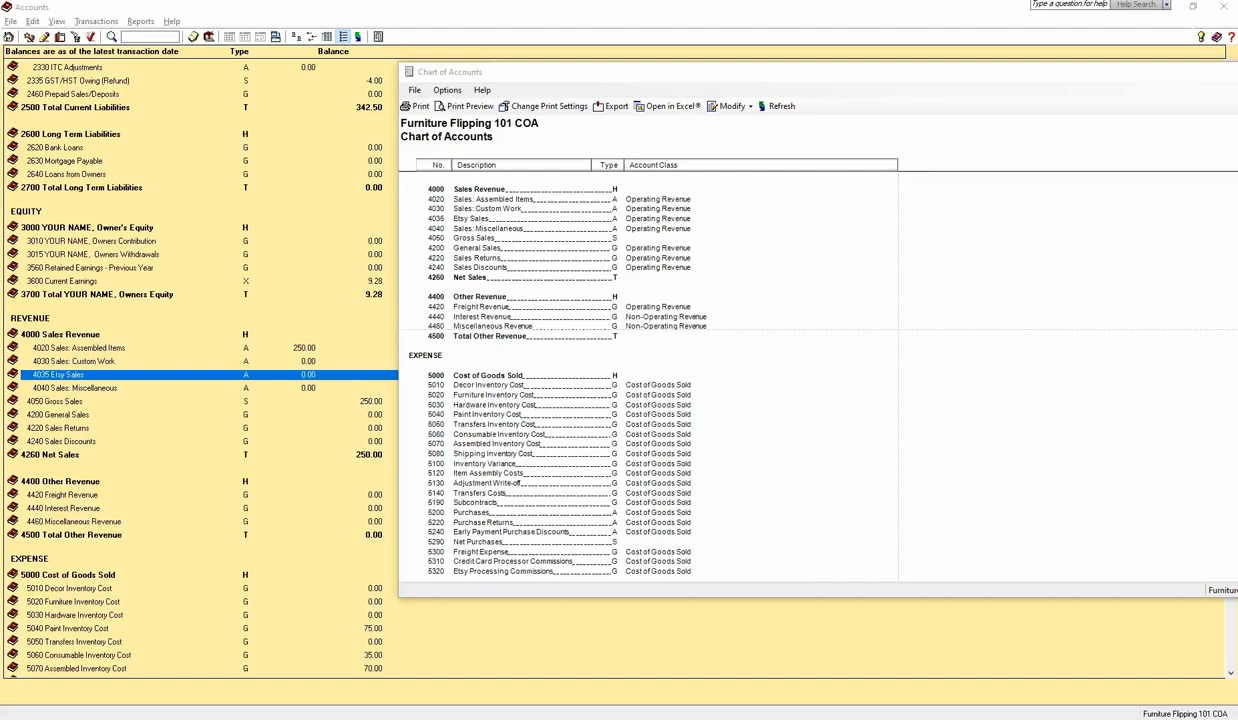 Accounts
Type a question for help Help Search
File Edit View Transactions Reports Help
Balances are as of the latest transaction date Type Balance
2330 ITC Adjustments A 0.00
2335 GST/HST Owing (Refund) S -4.00
2460 Prepaid Sales/Deposits G 0.00
2500 Total Current Liabilities T 342.50
2600 Long Term Liabilities H
2620 Bank Loans G 0.00
2630 Mortgage Payable G 0.00
2640 Loans from Owners G 0.00
2700 Total Long Term Liabilities T 0.00
EQUITY
3000 YOUR NAME, Owner's Equity H
3010 YOUR NAME, Owners Contribution G 0.00
3015 YOUR NAME, Owners Withdrawals G 0.00
3560 Retained Earnings - Previous Year G 0.00
3600 Current Earnings X 9.28
3700 Total YOUR NAME, Owners Equity T 9.28
REVENUE
4000 Sales Revenue H
4020 Sales: Assembled Items A 250.00
4030 Sales: Custom Work A 0.00
4035 Etsy Sales A 0.00
4040 Sales: Miscellaneous A 0.00
4050 Gross Sales S 250.00
4200 General Sales G 0.00
4220 Sales Returns G 0.00
4240 Sales Discounts G 0.00
4260 Net Sales T 250.00
4400 Other Revenue H
4420 Freight Revenue G 0.00
4440 Interest Revenue G 0.00
4460 Miscellaneous Revenue G 0.00
4500 Total Other Revenue T 0.00
EXPENSE
5000 Cost of Goods Sold H
5010 Decor Inventory Cost G 0.00
5020 Furniture Inventory Cost G 0.00
5030 Hardware Inventory Cost G 0.00
5040 Paint Inventory Cost G 75.00
5050 Transfers Inventory Cost G 0.00
5060 Consumable Inventory Cost G 35.00
5070 Assembled Inventory Cost G 70.00
Chart of Accounts
File Options Help
Print Print Preview Change Print Settings Export Open in Excel® Modify Refresh
Furniture Flipping 101 COA
Chart of Accounts
No. Description Type Account Class
4000 Sales Revenue H
4020 Sales: Assembled Items A Operating Revenue
4030 Sales: Custom Work A Operating Revenue
4035 Etsy Sales A Operating Revenue
4040 Sales: Miscellaneous A Operating Revenue
4050 Gross Sales S
4200 General Sales G Operating Revenue
4220 Sales Returns G Operating Revenue
4240 Sales Discounts G Operating Revenue
4260 Net Sales T
4400 Other Revenue H
4420 Freight Revenue G Operating Revenue
4440 Interest Revenue G Non-Operating Revenue
4460 Miscellaneous Revenue G Non-Operating Revenue
4500 Total Other Revenue T
EXPENSE
5000 Cost of Goods Sold H
5010 Decor Inventory Cost G Cost of Goods Sold
5020 Furniture Inventory Cost G Cost of Goods Sold
5030 Hardware Inventory Cost G Cost of Goods Sold
5040 Paint Inventory Cost G Cost of Goods Sold
5050 Transfers Inventory Cost G Cost of Goods Sold
5060 Consumable Inventory Cost G Cost of Goods Sold
5070 Assembled Inventory Cost G Cost of Goods Sold
5080 Shipping Inventory Cost G Cost of Goods Sold
5100 Inventory Variance G Cost of Goods Sold
5120 Item Assembly Costs G Cost of Goods Sold
5130 Adjustment Write-off G Cost of Goods Sold
5140 Transfers Costs G Cost of Goods Sold
5190 Subcontracts G Cost of Goods Sold
5200 Purchases A Cost of Goods Sold
5220 Purchase Returns A Cost of Goods Sold
5240 Early Payment Purchase Discounts A Cost of Goods Sold
5290 Net Purchases S
5300 Freight Expense G Cost of Goods Sold
5310 Credit Card Processor Commissions G Cost of Goods Sold
5320 Etsy Processing Commissions G Cost of Goods Sold
Furniture
Furniture Flipping 101 COA